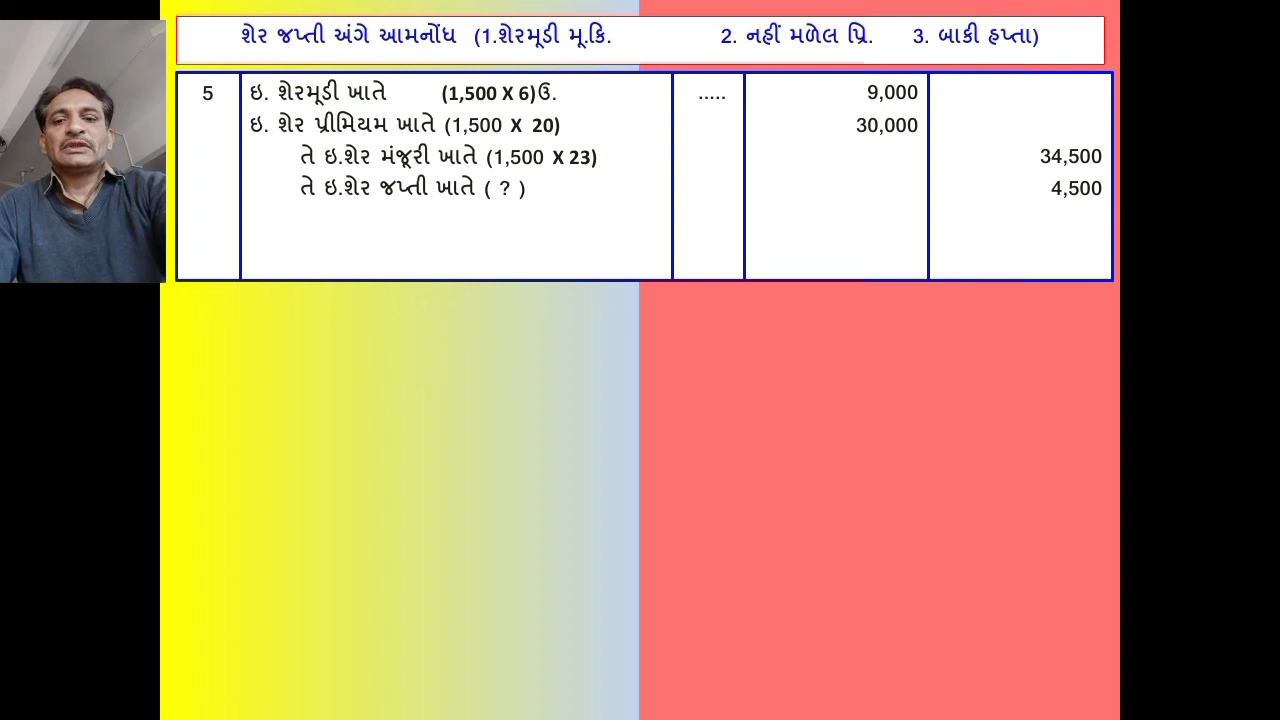 શેર જપ્તી અંગે આમનોંધ (1.શેરમૂડી મૂ.કિ. 2. નહીં મળેલ પ્રિ. 3. બાકી હપ્તા)
5 ઇ. શેરમૂડી ખાતે (1,500 X 6)ઉ. ..... 9,000
ઇ. શેર પ્રીમિયમ ખાતે (1,500 X 20) 30,000
તે ઇ.શેર મંજૂરી ખાતે (1,500 X 23) 34,500
તે ઇ.શેર જપ્તી ખાતે ( ? ) 4,500